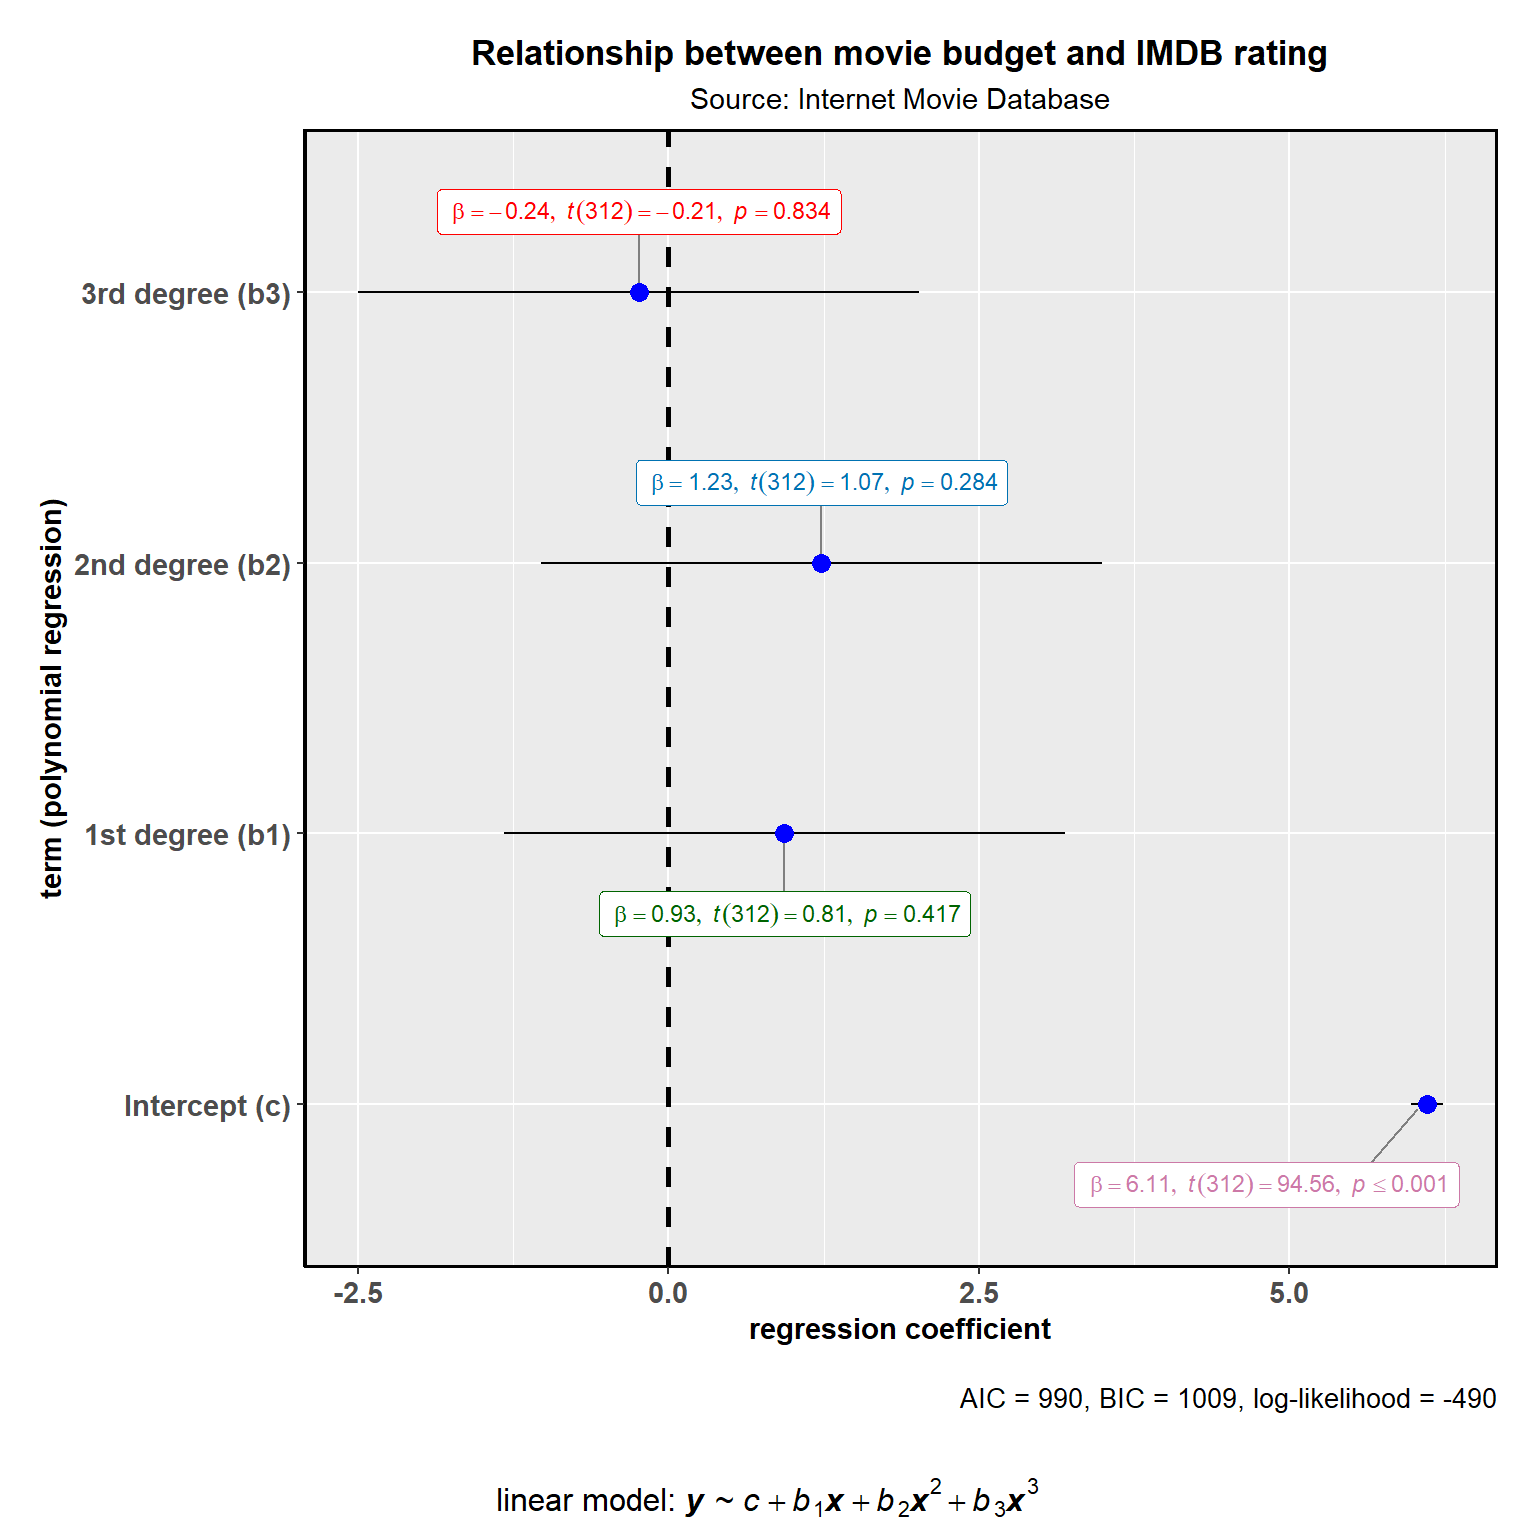 Relationship between movie budget and IMDB rating
Source: Internet Movie Database
β = −0.24, t(312) = −0.21, p = 0.834
3rd degree (b3)
β = 1.23, t(312) = 1.07, p = 0.284
2nd degree (b2)
term (polynomial regression)
1st degree (b1)
β = 0.93, t(312) = 0.81, p = 0.417
Intercept (c)
β = 6.11, t(312) = 94.56, p ≤ 0.001
-2.5 0.0 2.5 5.0
regression coefficient
AIC = 990, BIC = 1009, log-likelihood = -490
linear model: y ~ c + b₁x + b₂x² + b₃x³